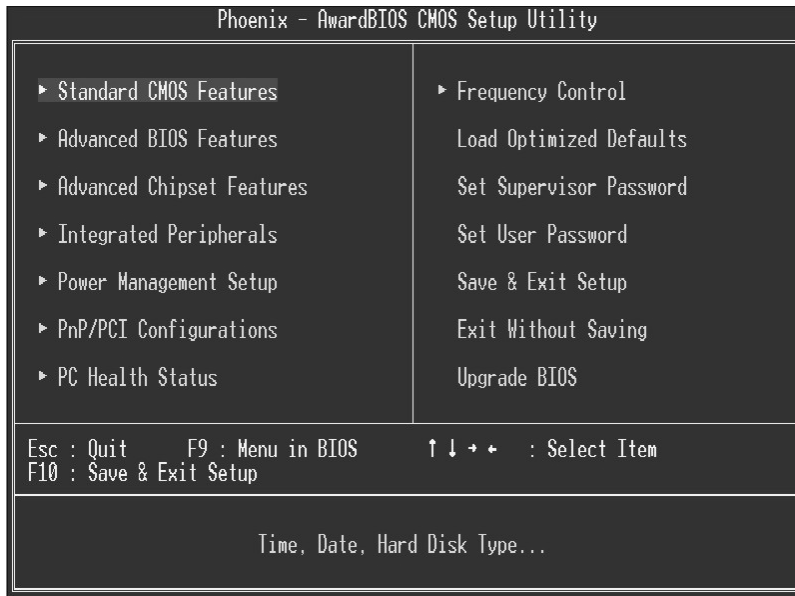 Phoenix - AwardBIOS CMOS Setup Utility
▸ Standard CMOS Features
▸ Advanced BIOS Features
▸ Advanced Chipset Features
▸ Integrated Peripherals
▸ Power Management Setup
▸ PnP/PCI Configurations
▸ PC Health Status
▸ Frequency Control
Load Optimized Defaults
Set Supervisor Password
Set User Password
Save & Exit Setup
Exit Without Saving
Upgrade BIOS
Esc : Quit F9 : Menu in BIOS ↑ ↓ → ← : Select Item
F10 : Save & Exit Setup
Time, Date, Hard Disk Type...